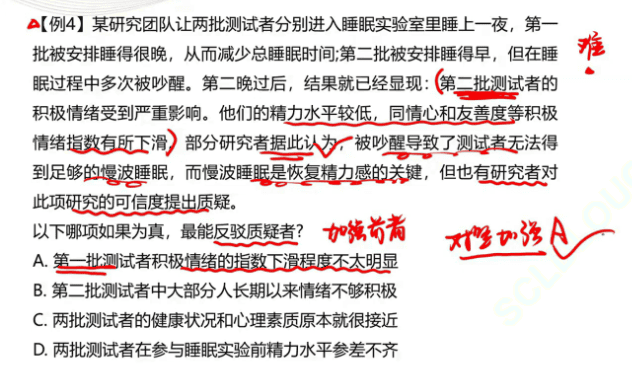 【例4】某研究团队让两批测试者分别进入睡眠实验室里睡上一夜，第一
批被安排睡得很晚，从而减少总睡眠时间;第二批被安排睡得早，但在睡
眠过程中多次被吵醒。第二晚过后，结果就已经显现：(第二批测试者的
难
积极情绪受到严重影响。他们的精力水平较低，同情心和友善度等积极
情绪指数有所下滑)部分研究者据此认为，被吵醒导致了测试者无法得
到足够的慢波睡眠，而慢波睡眠是恢复精力感的关键，但也有研究者对
此项研究的可信度提出质疑。
以下哪项如果为真，最能反驳质疑者? 加强前者
对照加强A
A. 第一批测试者积极情绪的指数下滑程度不太明显
B. 第二批测试者中大部分人长期以来情绪不够积极
C. 两批测试者的健康状况和心理素质原本就很接近
D. 两批测试者在参与睡眠实验前精力水平参差不齐